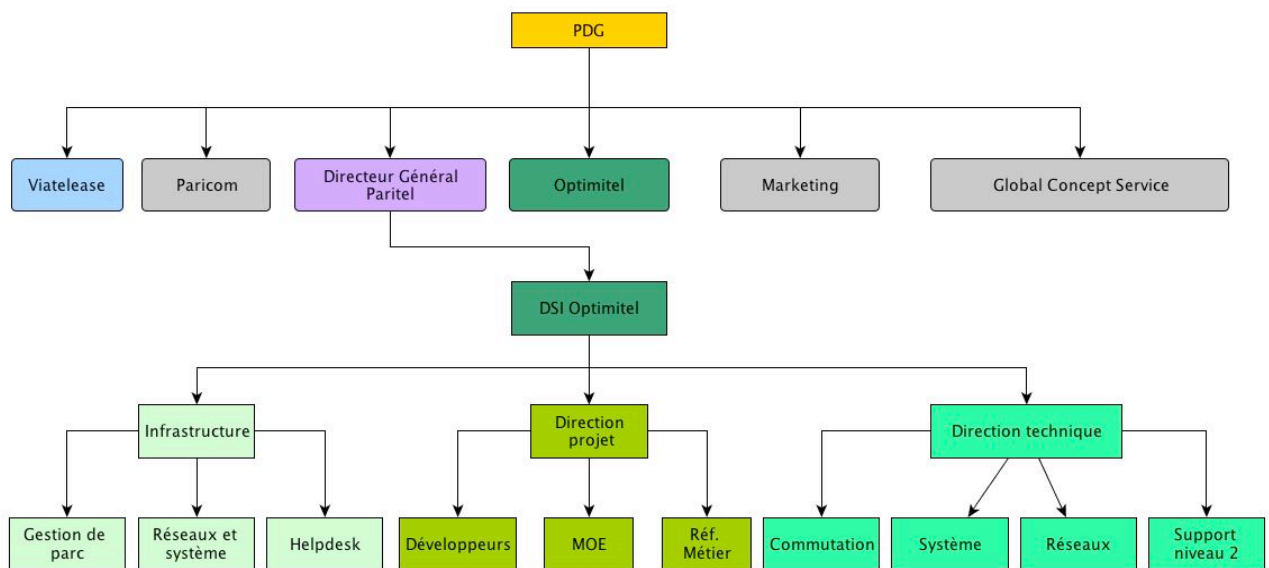 PDG
Viatelease
Paricom
Directeur Général
Paritel
Optimitel
Marketing
Global Concept Service
DSI Optimitel
Infrastructure
Direction
projet
Direction technique
Gestion de
parc
Réseaux et
système
Helpdesk
Développeurs
MOE
Réf.
Métier
Commutation
Système
Réseaux
Support
niveau 2